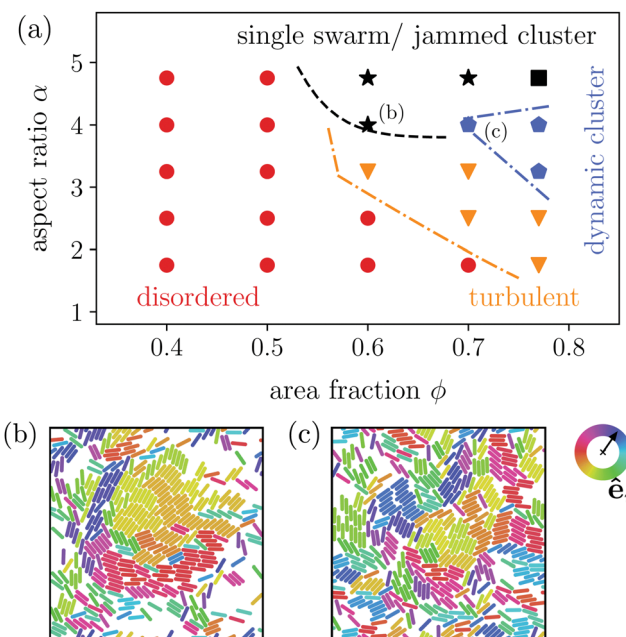 (a)
single swarm/ jammed cluster
5
4
3
2
1
aspect ratio α
(b)
(c)
dynamic cluster
disordered
turbulent
0.4 0.5 0.6 0.7 0.8
area fraction ϕ
(b)
(c)
ê